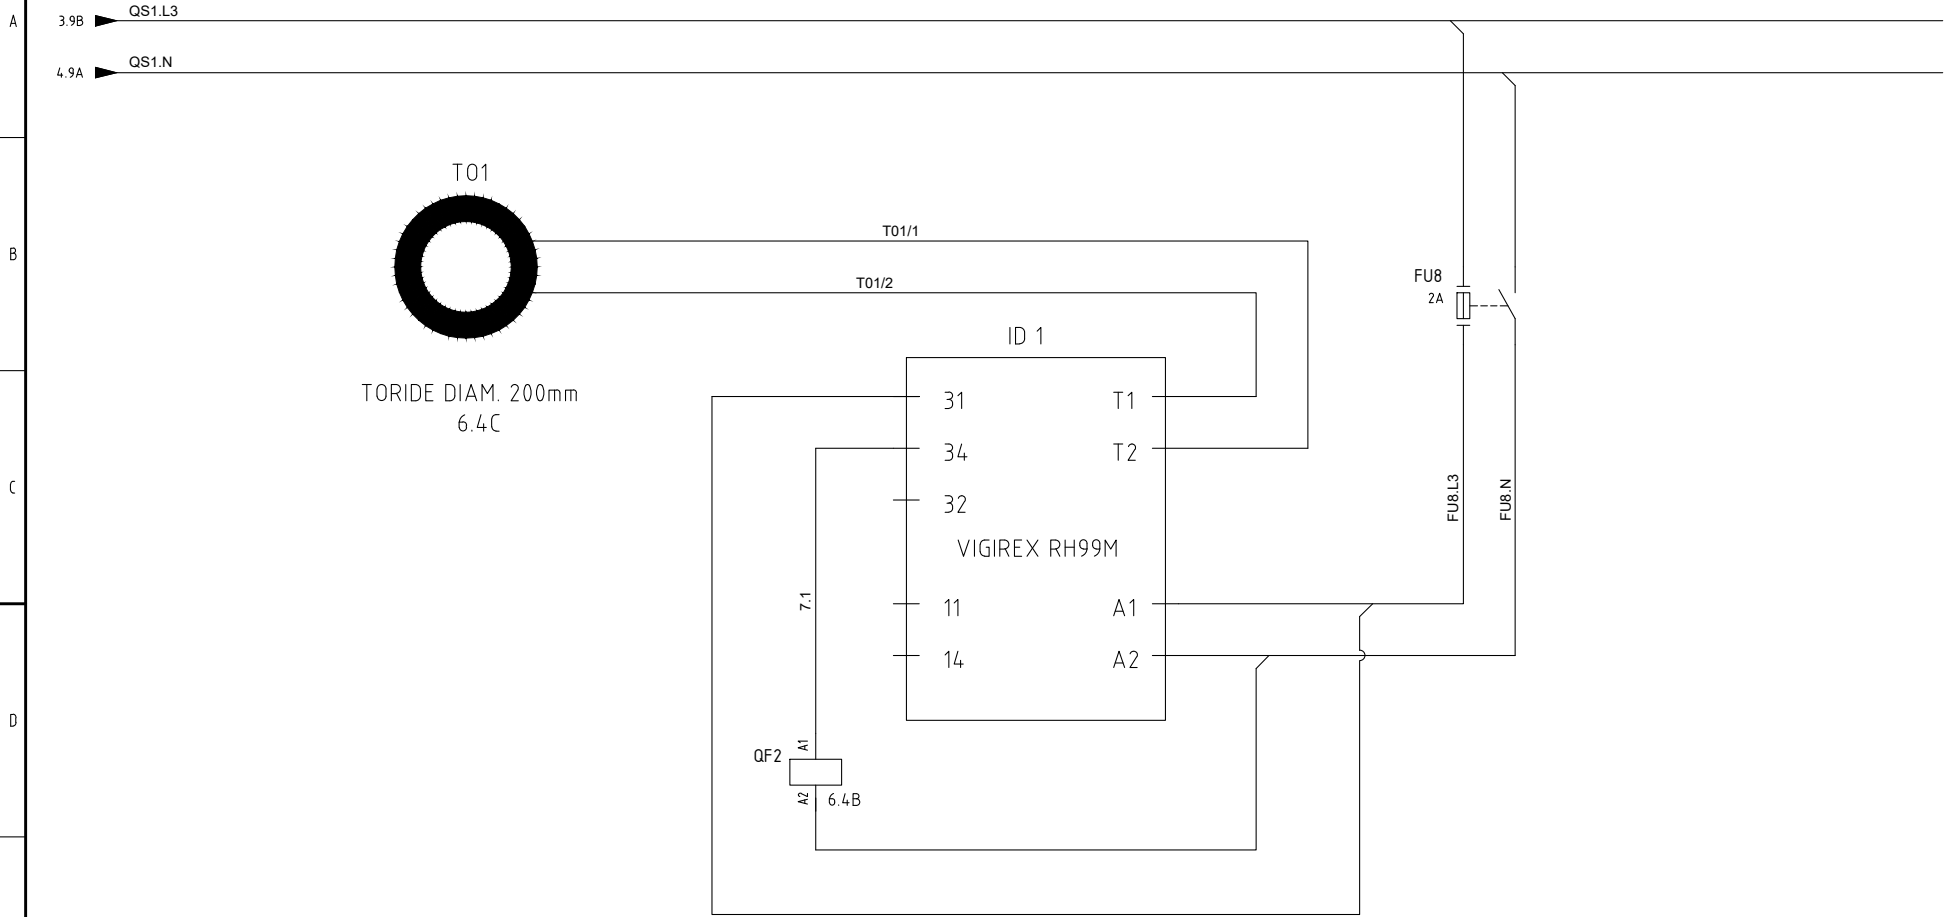 A
3.9B
QS1.L3
4.9A
QS1.N
TO1
B
T01/1
T01/2
FU8
2A
ID 1
TORIDE DIAM. 200mm
6.4C
31
T1
34
T2
C
32
FU8.L3
FU8.N
VIGIREX RH99M
7.1
11
A1
14
A2
D
A1
QF2
A2
6.4B